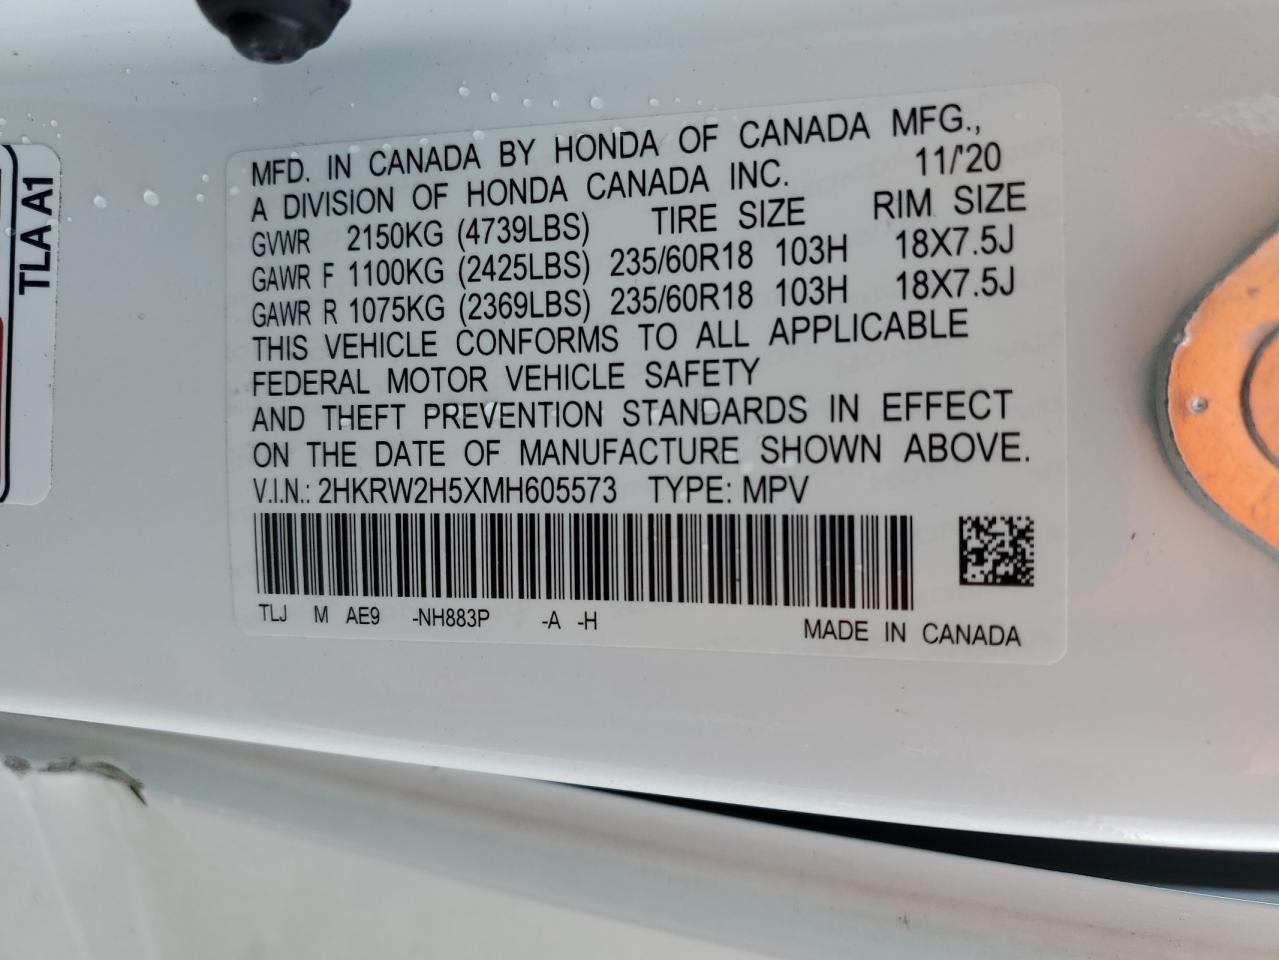 MFD. IN CANADA BY HONDA OF CANADA MFG.,
A DIVISION OF HONDA CANADA INC. 11/'20
GVWR 2150KG (4739LBS) TIRE SIZE RIM SIZE
GAWR F 1100KG (2425LBS) 235/60R18 103H 18X7.5J
GAWR R 1075KG (2369LBS) 235/60R18 103H 18X7.5J
THIS VEHICLE CONFORMS TO ALL APPLICABLE
FEDERAL MOTOR VEHICLE SAFETY
AND THEFT PREVENTION STANDARDS IN EFFECT
ON THE DATE OF MANUFACTURE SHOWN ABOVE.
V.I.N.: 2HKRW2H5XMH605573 TYPE: MPV
TLJ M AE9 -NH883P -A -H
MADE IN CANADA
TLA A1